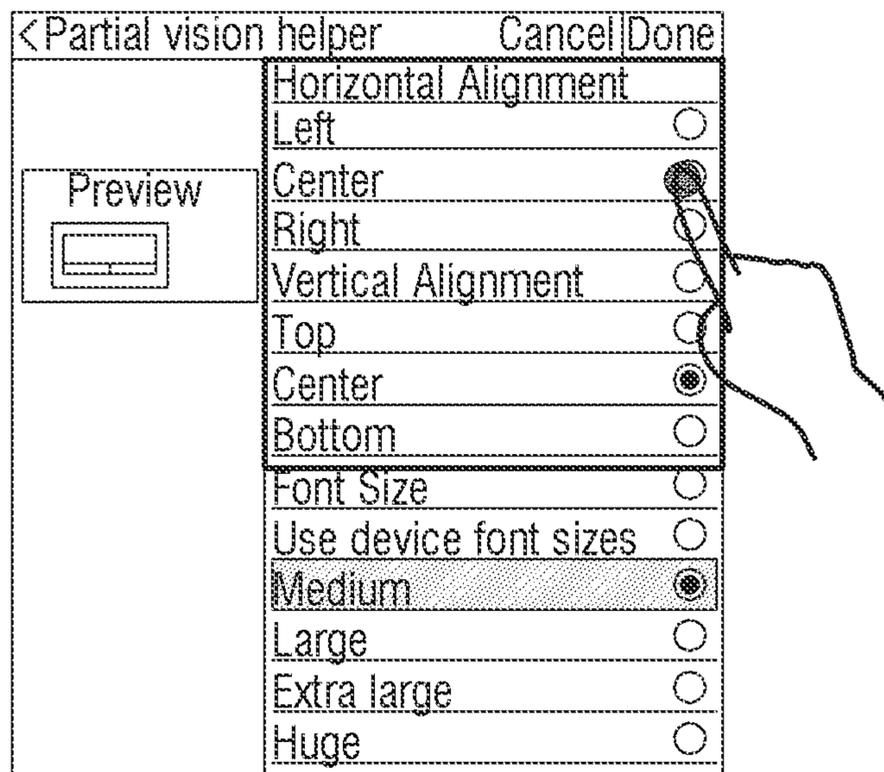 <Partial vision helper Cancel Done
Horizontal Alignment
Left
Preview
Center
Right
Vertical Alignment
Top
Center
Bottom
Font Size
Use device font sizes
Medium
Large
Extra large
Huge